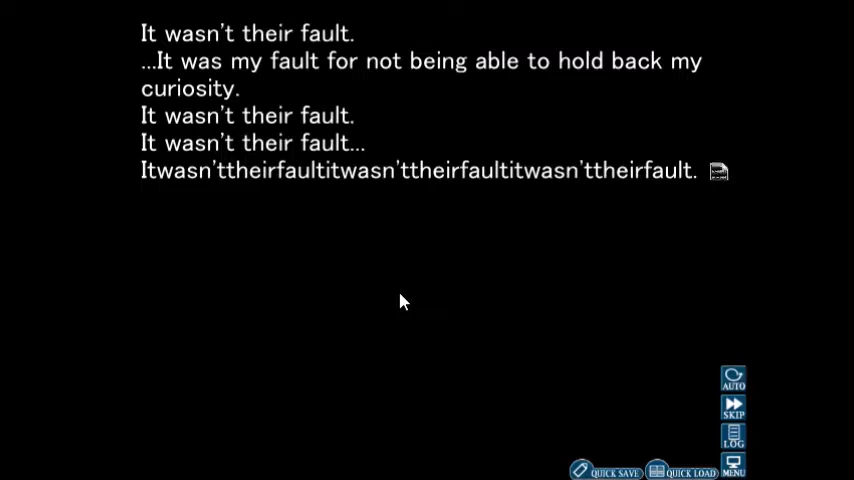 It wasn't their fault.
...It was my fault for not being able to hold back my
curiosity.
It wasn't their fault.
It wasn't their fault...
Itwasn'ttheirfaultitwasn'ttheirfaultitwasn'ttheirfault.
AUTO
SKIP
LOG
MENU
QUICK SAVE
QUICK LOAD